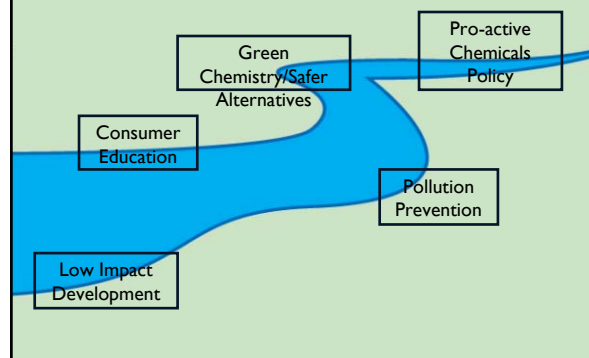 Pro-active
Chemicals
Policy
Green
Chemistry/Safer
Alternatives
Consumer
Education
Pollution
Prevention
Low Impact
Development